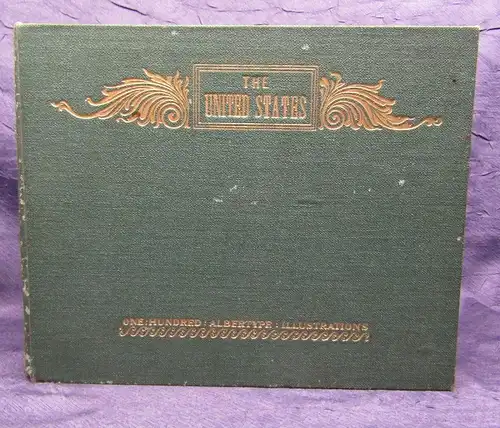 THE
UNITED STATES
ONE : HUNDRED : ALBERTYPE : ILLUSTRATIONS